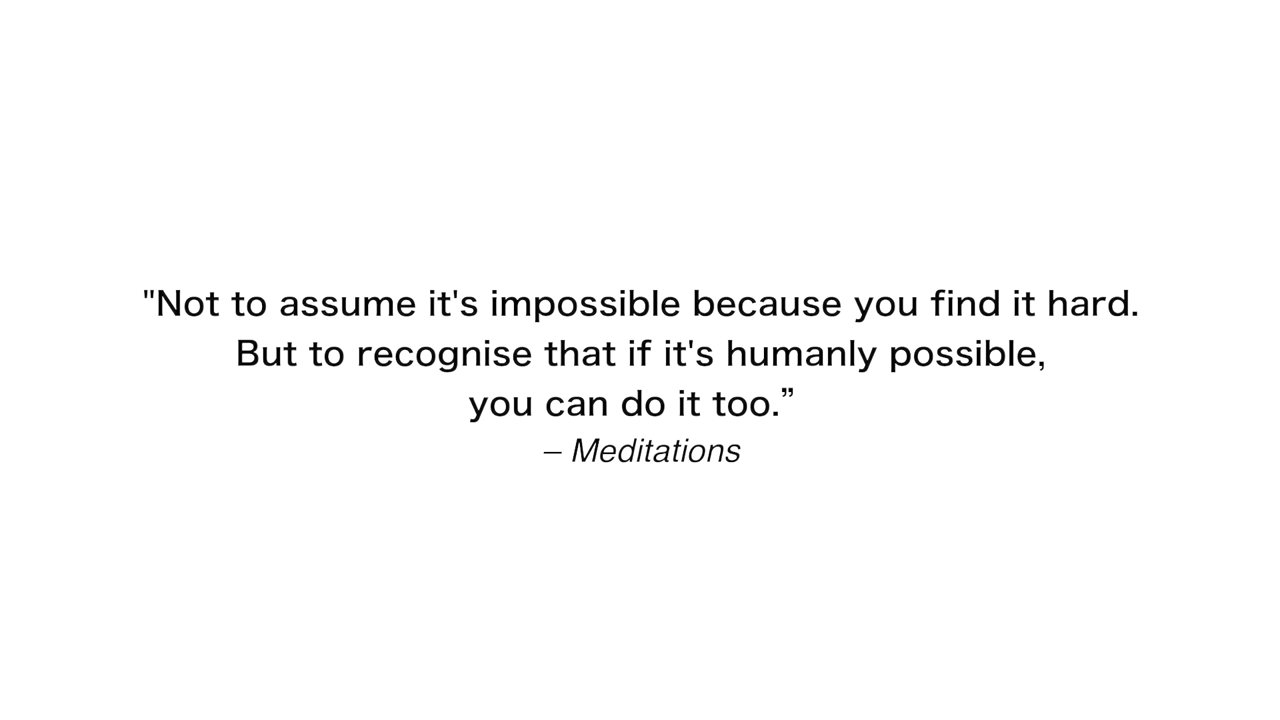 "Not to assume it's impossible because you find it hard.
But to recognise that if it's humanly possible,
you can do it too.”
– Meditations